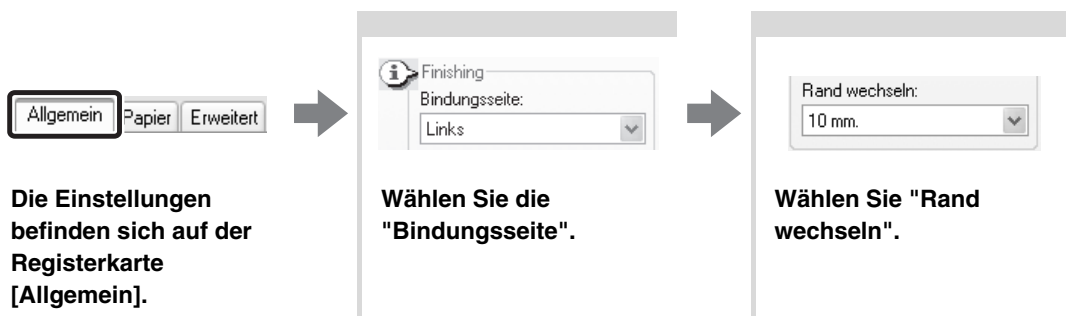 Allgemein Papier Erweitert
Die Einstellungen
befinden sich auf der
Registerkarte
[Allgemein].
Finishing
Bindungsseite:
Links
Wählen Sie die
"Bindungsseite".
Rand wechseln:
10 mm.
Wählen Sie "Rand
wechseln".